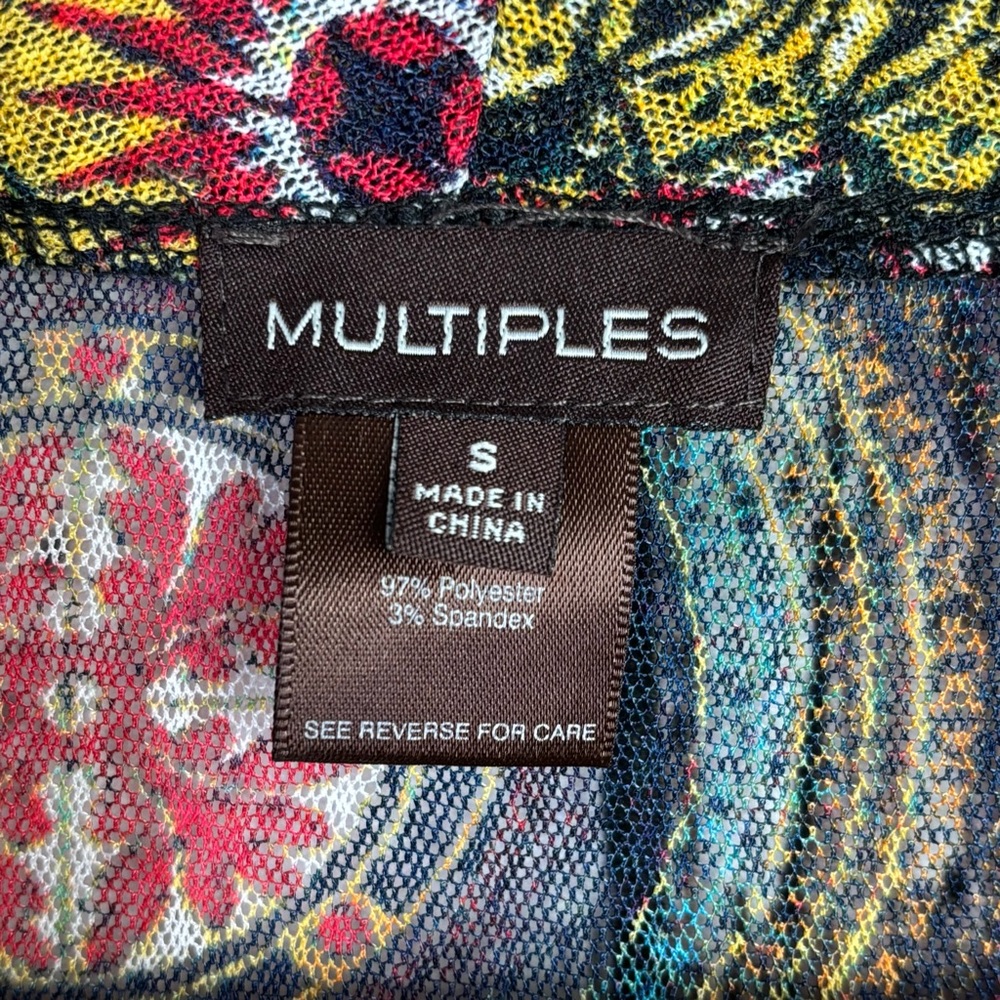 MULTIPLES
S
MADE IN
CHINA
97% Polyester
3% Spandex
SEE REVERSE FOR CARE